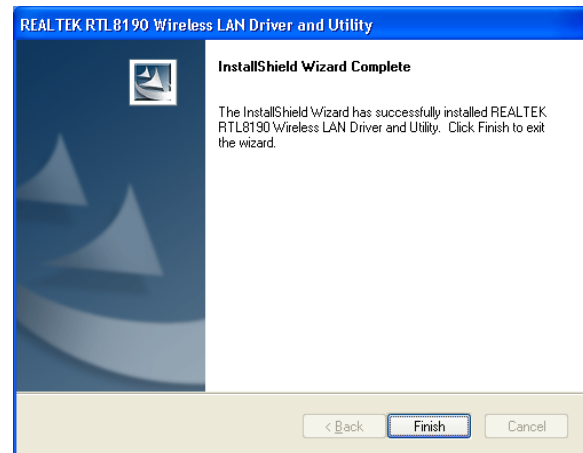 REALTEK RTL8190 Wireless LAN Driver and Utility
InstallShield Wizard Complete
The InstallShield Wizard has successfully installed REALTEK
RTL8190 Wireless LAN Driver and Utility. Click Finish to exit
the wizard.
< Back Finish Cancel